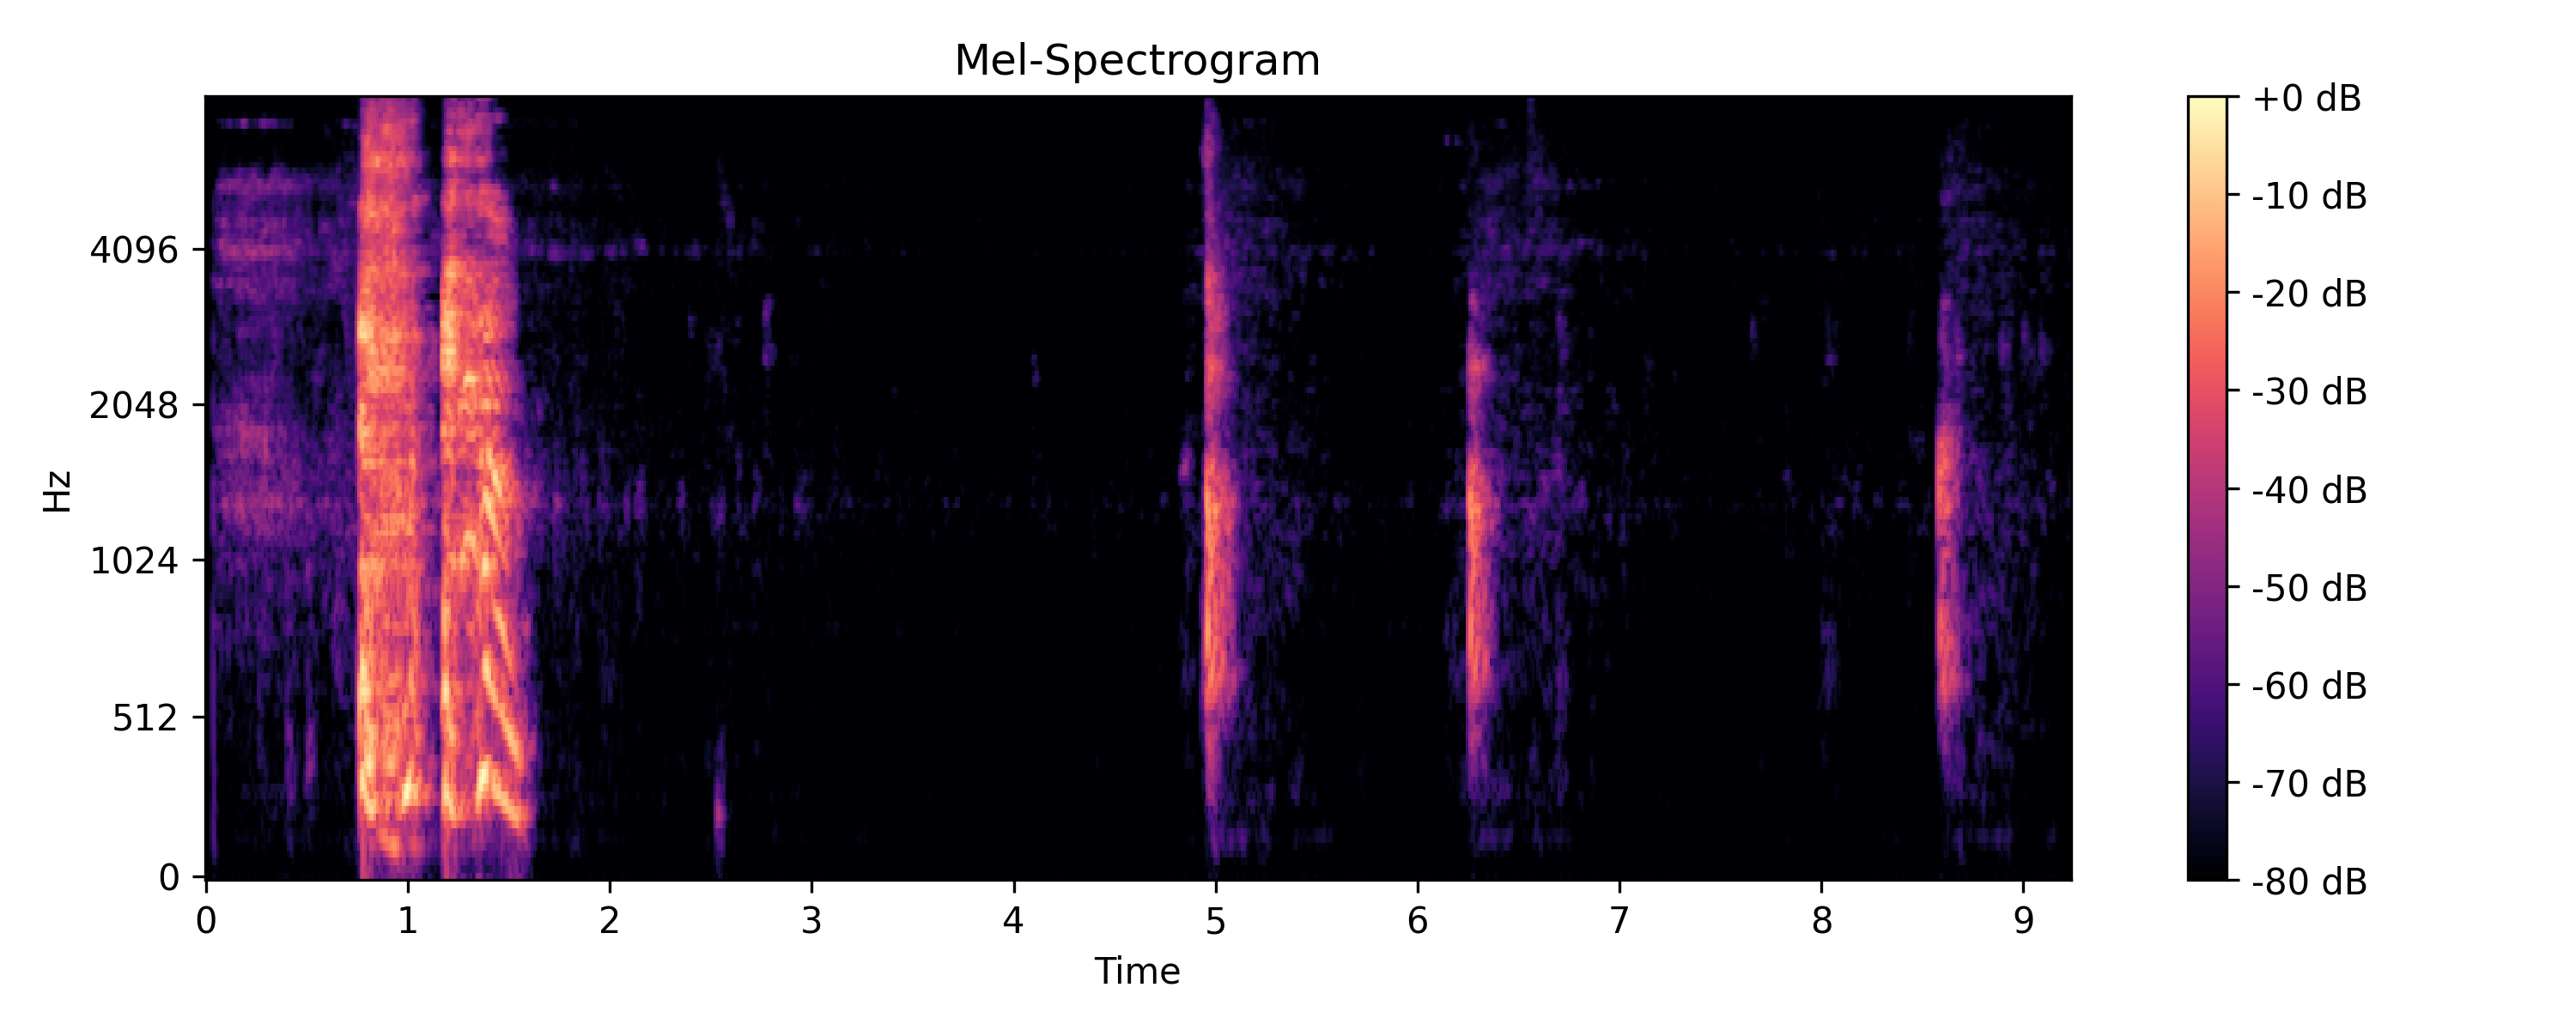 Mel-Spectrogram
+0 dB
-10 dB
-20 dB
-30 dB
-40 dB
-50 dB
-60 dB
-70 dB
-80 dB
4096
2048
1024
512
0
Hz
0 1 2 3 4 5 6 7 8 9
Time